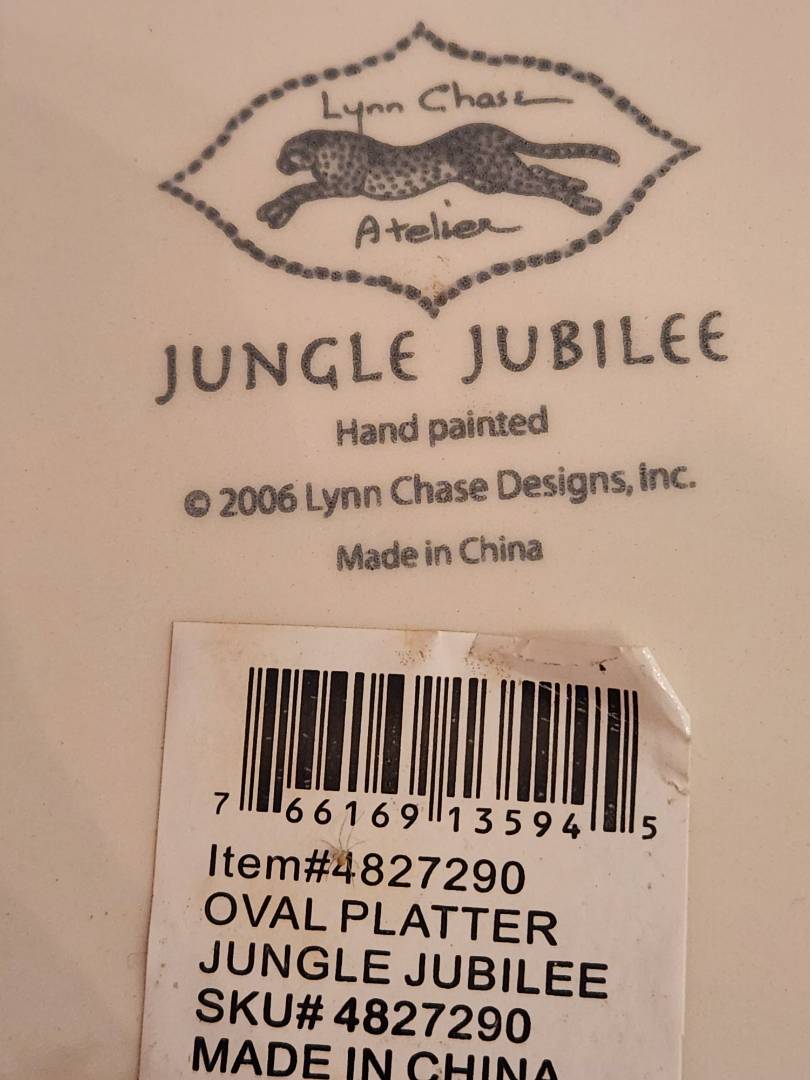 Lynn Chase
Atelier
JUNGLE JUBILEE
Hand painted
© 2006 Lynn Chase Designs, Inc.
Made in China
7 66169 13594 5
Item#4827290
OVAL PLATTER
JUNGLE JUBILEE
SKU# 4827290
MADE IN CHINA